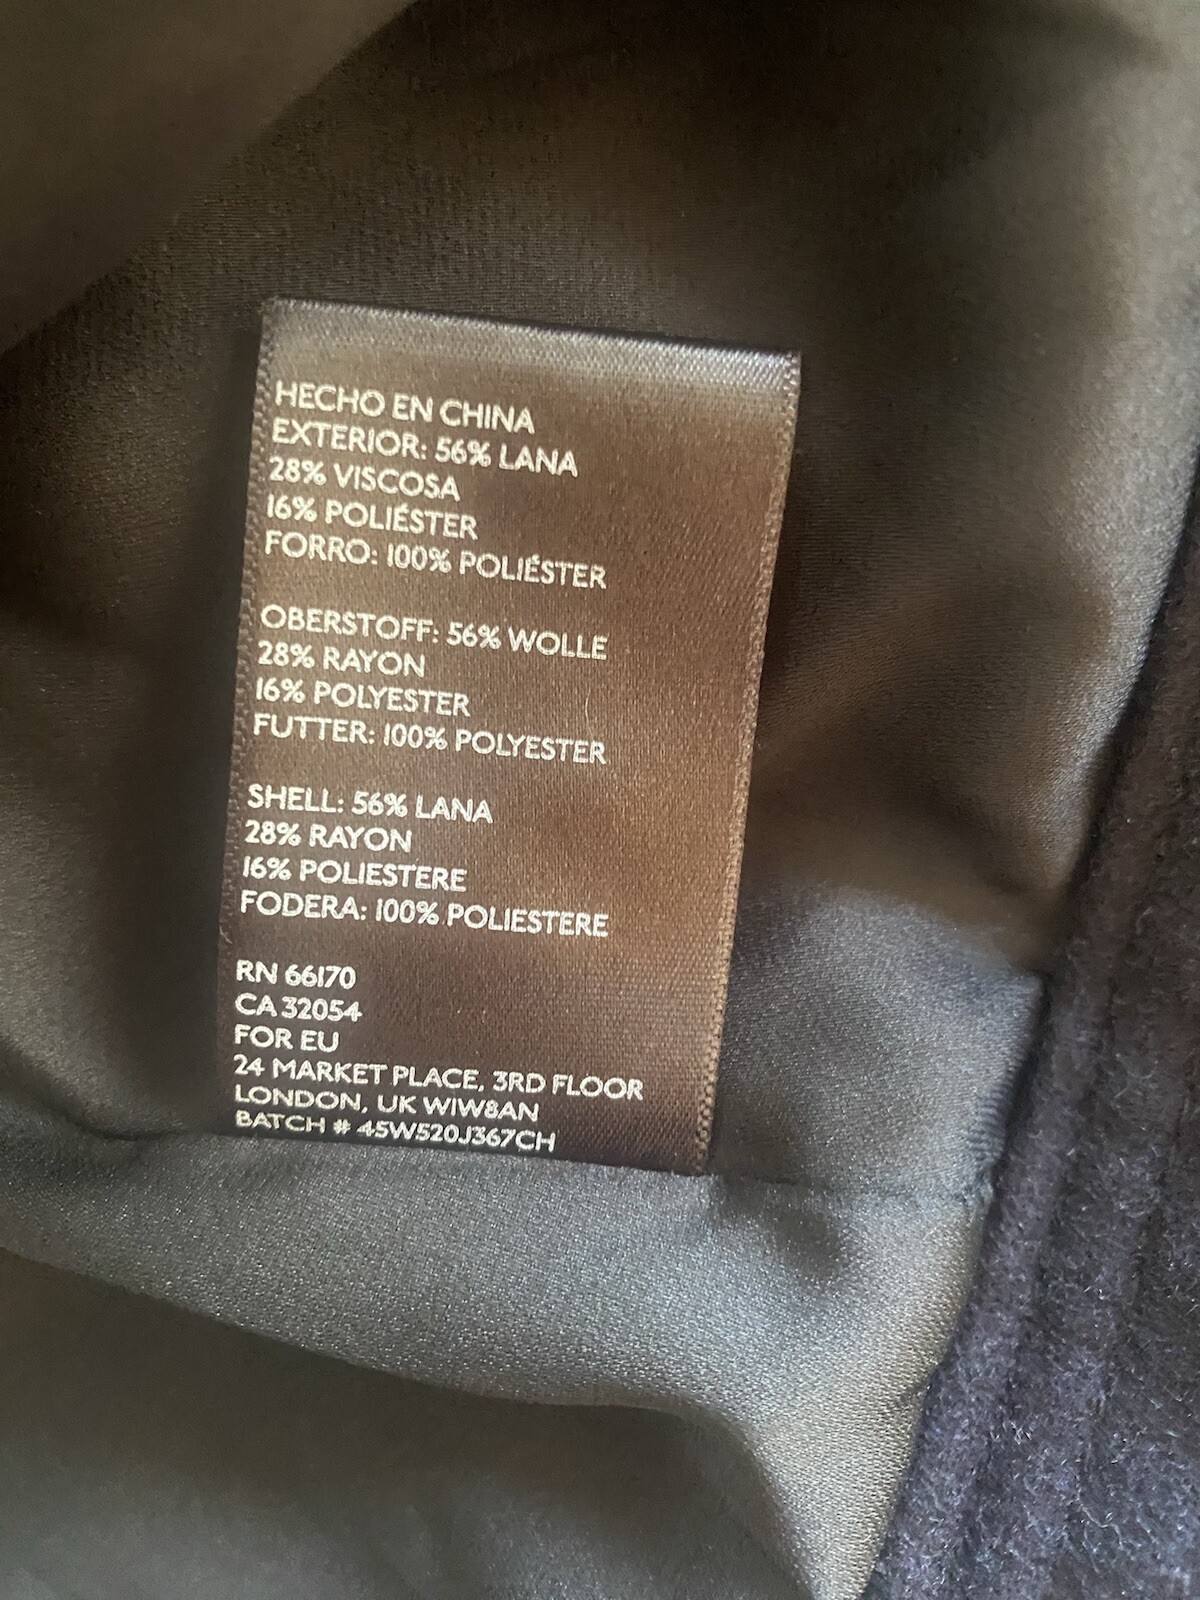 HECHO EN CHINA
EXTERIOR: 56% LANA
28% VISCOSA
16% POLIÉSTER
FORRO: 100% POLIÉSTER
OBERSTOFF: 56% WOLLE
28% RAYON
16% POLYESTER
FUTTER: 100% POLYESTER
SHELL: 56% LANA
28% RAYON
16% POLIESTERE
FODERA: 100% POLIESTERE
RN 66170
CA 32054
FOR EU
24 MARKET PLACE, 3RD FLOOR
LONDON, UK W1W8AN
BATCH # 45W520J367CH